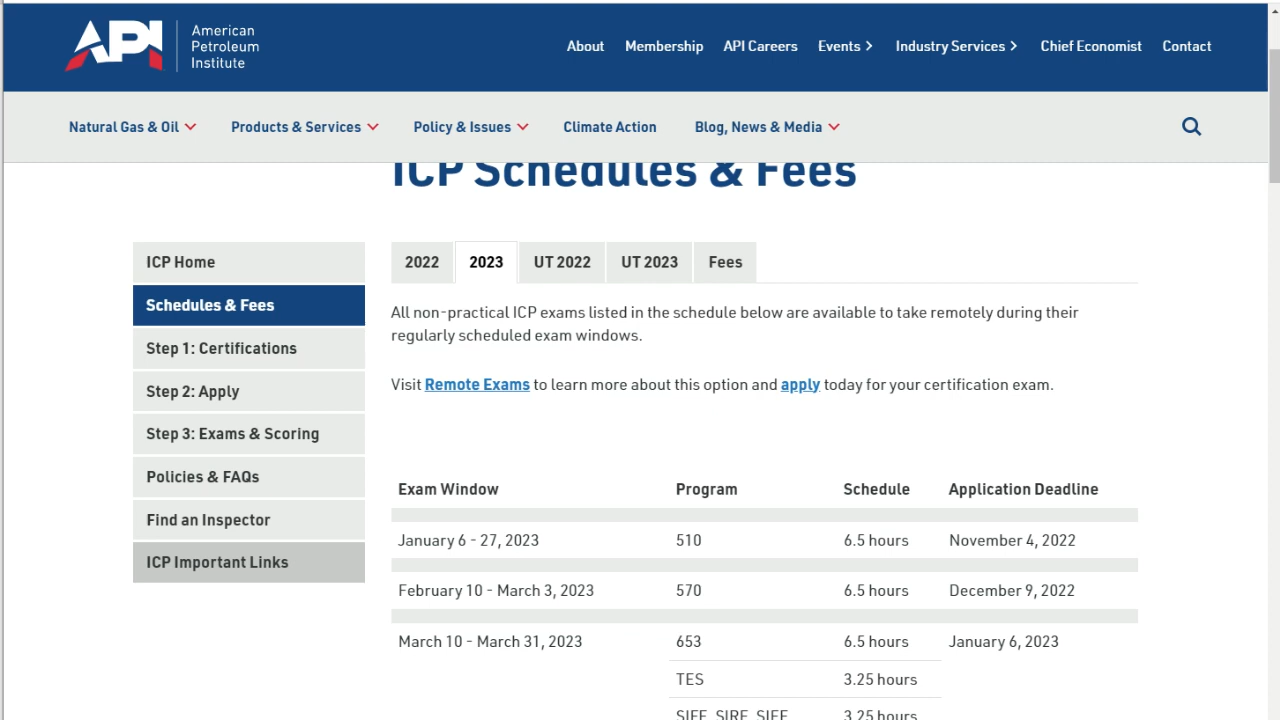 API
American
Petroleum
Institute
About Membership API Careers Events Industry Services Chief Economist Contact
Natural Gas & Oil Products & Services Policy & Issues Climate Action Blog, News & Media
ICP Schedules & Fees
ICP Home
Schedules & Fees
Step 1: Certifications
Step 2: Apply
Step 3: Exams & Scoring
Policies & FAQs
Find an Inspector
ICP Important Links
2022 2023 UT 2022 UT 2023 Fees
All non-practical ICP exams listed in the schedule below are available to take remotely during their
regularly scheduled exam windows.
Visit Remote Exams to learn more about this option and apply today for your certification exam.
Exam Window Program Schedule Application Deadline
January 6 - 27, 2023 510 6.5 hours November 4, 2022
February 10 - March 3, 2023 570 6.5 hours December 9, 2022
March 10 - March 31, 2023 653 6.5 hours January 6, 2023
TES 3.25 hours
SIFE, SIRE, SIEE 3.25 hours